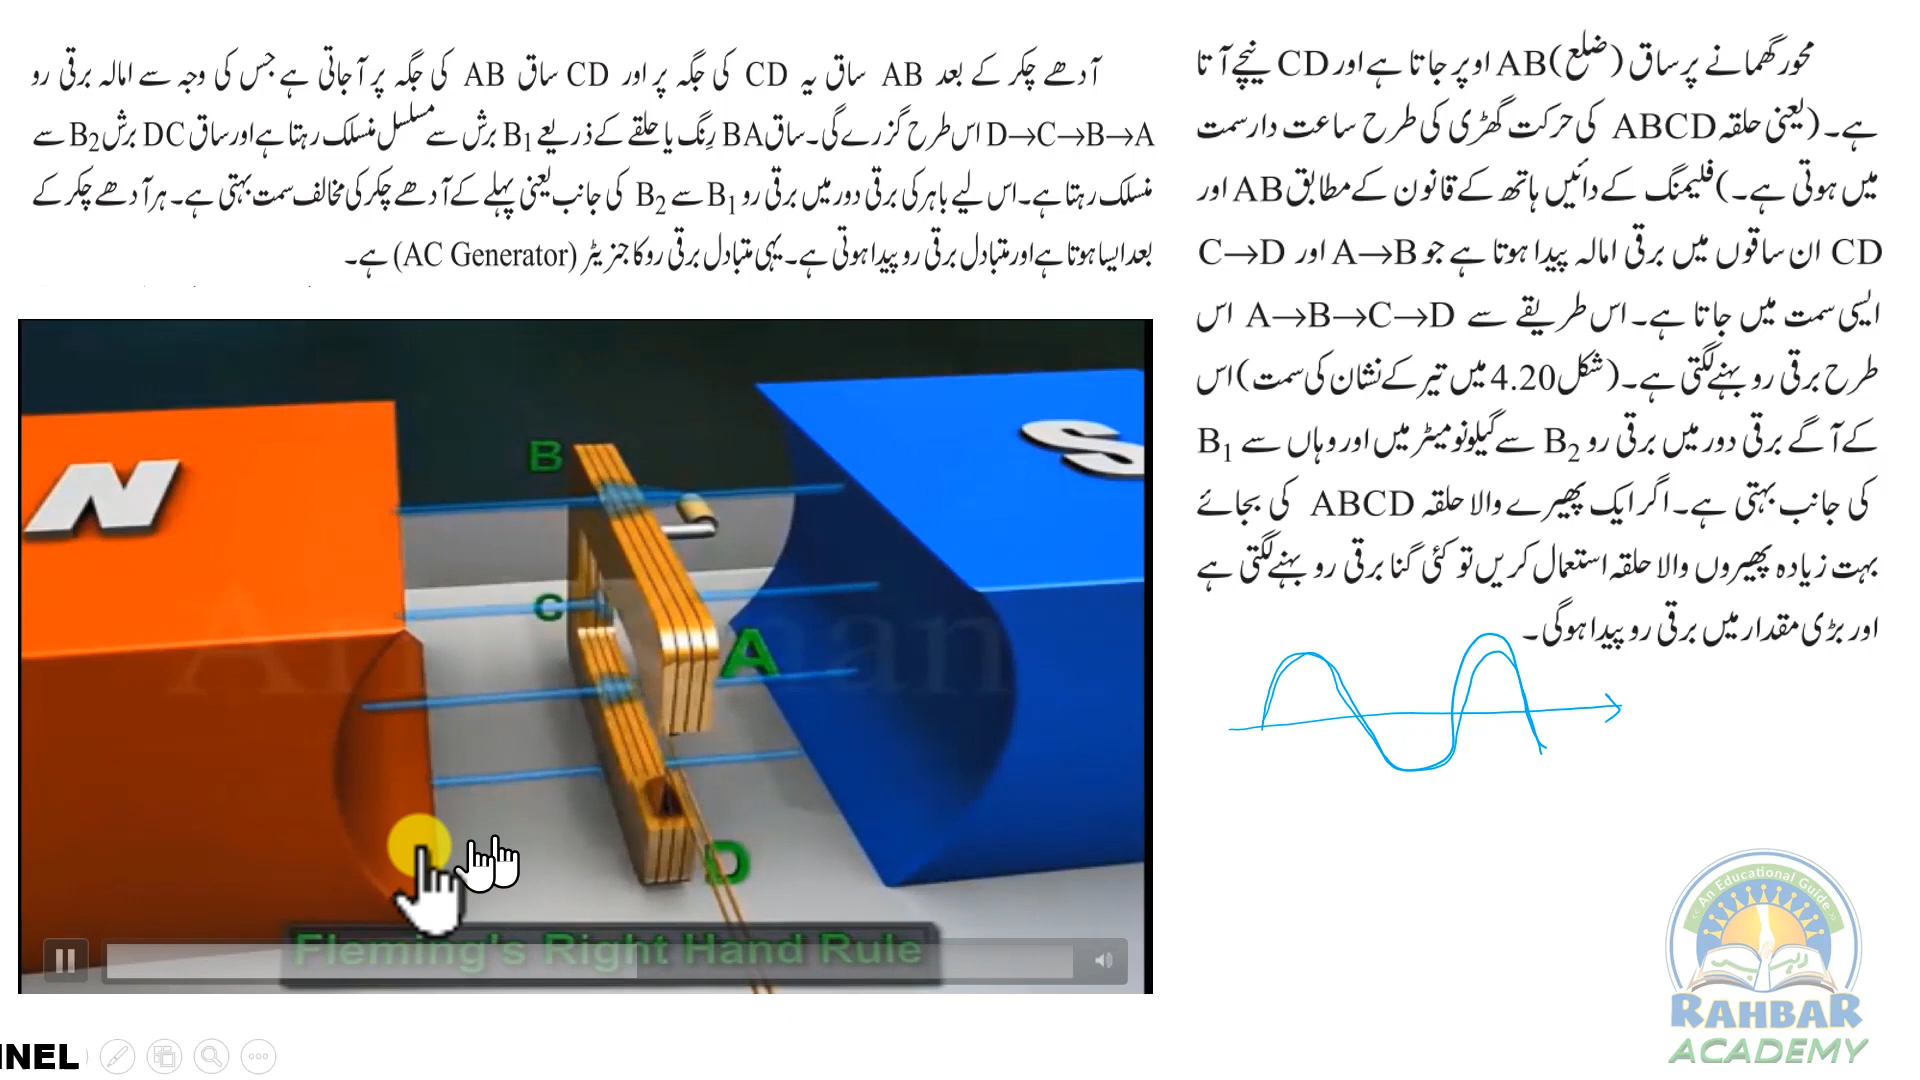 محور گھمانے پر ساق (ضلع) AB اوپر جاتا ہے اور CD نیچے آتا
ہے۔ (یعنی حلقہ ABCD کی حرکت گھڑی کی طرح ساعت دار سمت
میں ہوتی ہے۔) فلیمنگ کے دائیں ہاتھ کے قانون کے مطابق AB اور
CD ان ساقوں میں برقی امالہ پیدا ہوتا ہے جو A→B اور C→D
ایسی سمت میں جاتا ہے۔ اس طریقے سے A→B→C→D اس
طرح برقی رو بہنے لگتی ہے۔ (شکل 4.20 میں تیر کے نشان کی سمت) اس
کے آگے برقی دور میں برقی رو B2 سے گیلونومیٹر میں اور وہاں سے B1
کی جانب بہتی ہے۔ اگر ایک پھیرے والا حلقہ ABCD کی بجائے
بہت زیادہ پھیروں والا حلقہ استعمال کریں تو کئی گنا برقی رو بہنے لگتی ہے
اور بڑی مقدار میں برقی رو پیدا ہوگی۔
آدھے چکر کے بعد AB ساق یہ CD کی جگہ پر اور CD ساق AB کی جگہ پر آجاتی ہے جس کی وجہ سے امالہ برقی رو
D→C→B→A اس طرح گزرے گی۔ ساق BA رِنگ یا حلقے کے ذریعے B1 برش سے مسلسل منسلک رہتا ہے اور ساق DC برش B2 سے
منسلک رہتا ہے۔ اس لیے باہر کی برقی دور میں برقی رو B1 سے B2 کی جانب یعنی پہلے کے آدھے چکر کی مخالف سمت بہتی ہے۔ ہر آدھے چکر کے
بعد ایسا ہوتا ہے اور متبادل برقی رو پیدا ہوتی ہے۔ یہی متبادل برقی رو کا جنریٹر (AC Generator) ہے۔
N
S
B
C
A
D
Fleming's Right Hand Rule
An Educational Guide
رہبر
RAHBAR
ACADEMY
NEL